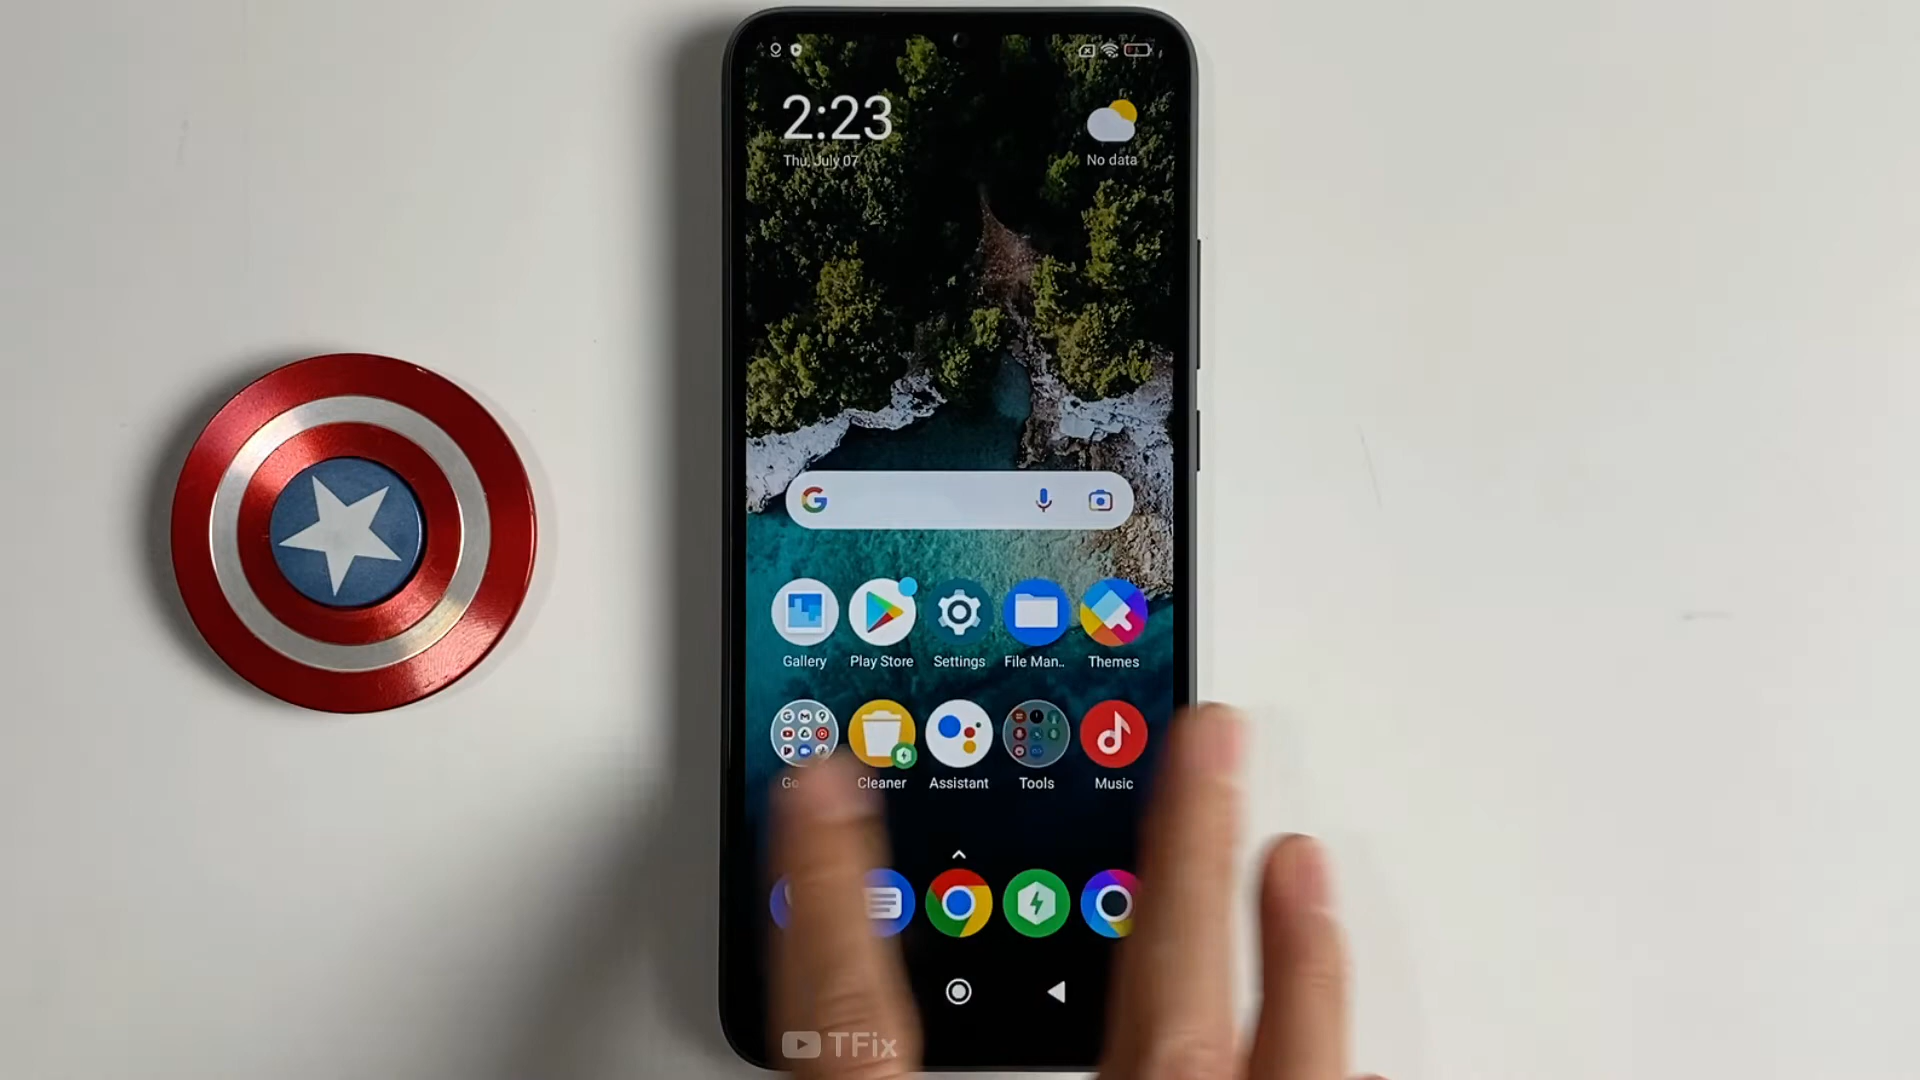 2:23
Thu, July 07
No data
Gallery
Play Store
Settings
File Man..
Themes
Cleaner
Assistant
Tools
Music
TFix